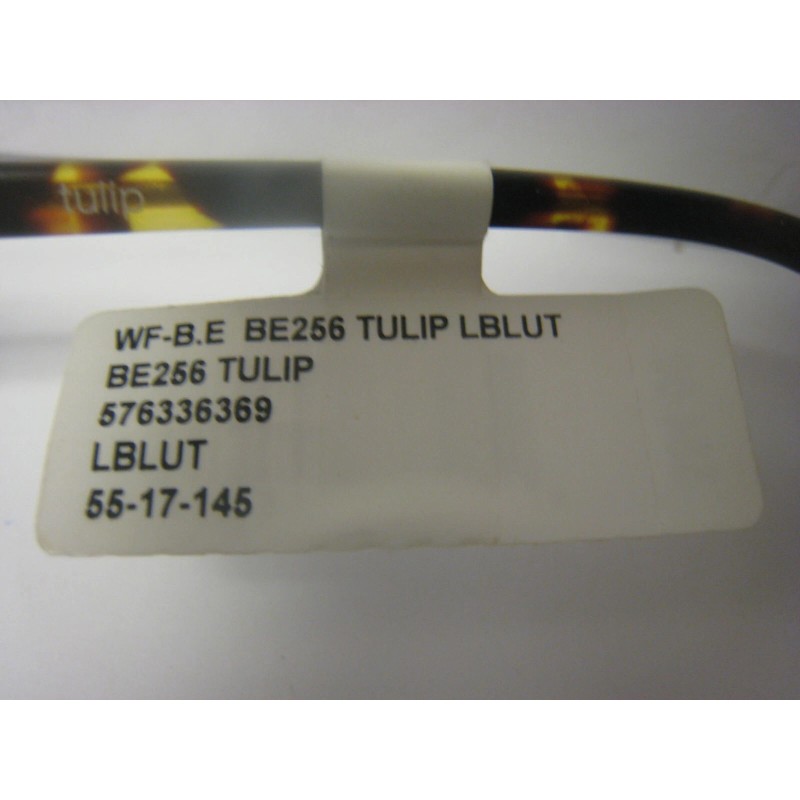 tulip
WF-B.E BE256 TULIP LBLUT
BE256 TULIP
576336369
LBLUT
55-17-145